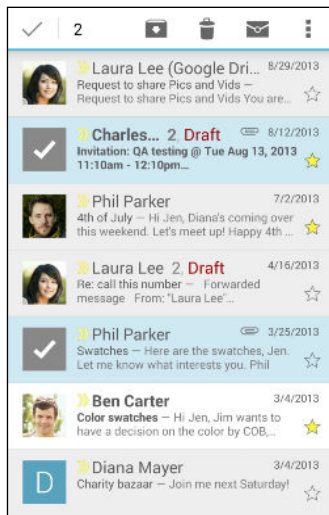 2
Laura Lee (Google Dri... 8/29/2013
Request to share Pics and Vids –
Request to share Pics and Vids You are...
Charles... 2, Draft 8/12/2013
Invitation: QA testing @ Tue Aug 13, 2013
11:10am - 12:10pm...
Phil Parker 7/2/2013
4th of July – Hi Jen, Diana's coming over
this weekend. Let's meet up! Happy 4th ...
Laura Lee 2, Draft 4/16/2013
Re: call this number – Forwarded
message From: "Laura Lee"...
Phil Parker 3/25/2013
Swatches – Here are the swatches, Jen.
Let me know what interests you. Phil
Ben Carter 3/4/2013
Color swatches – Hi Jen, Jim wants to
have a decision on the color by COB,...
D
Diana Mayer 3/4/2013
Charity bazaar – Join me next Saturday!